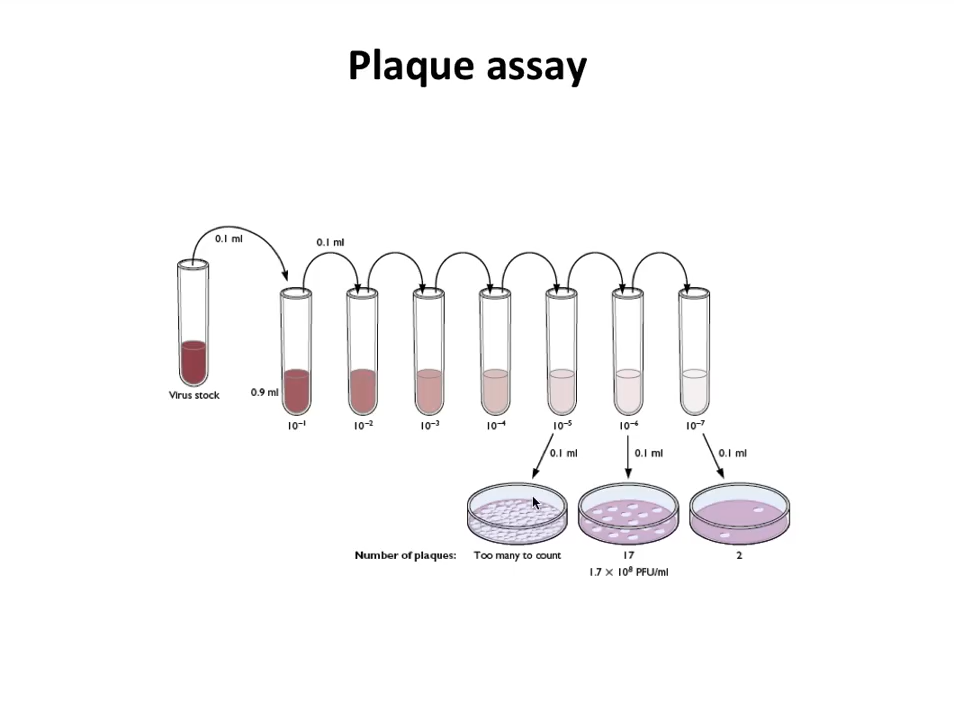 Plaque assay
0.1 ml
0.1 ml
Virus stock
0.9 ml
10⁻¹
10⁻²
10⁻³
10⁻⁴
10⁻⁵
10⁻⁶
10⁻⁷
0.1 ml
0.1 ml
0.1 ml
Number of plaques: Too many to count 17 2
1.7 × 10⁸ PFU/ml